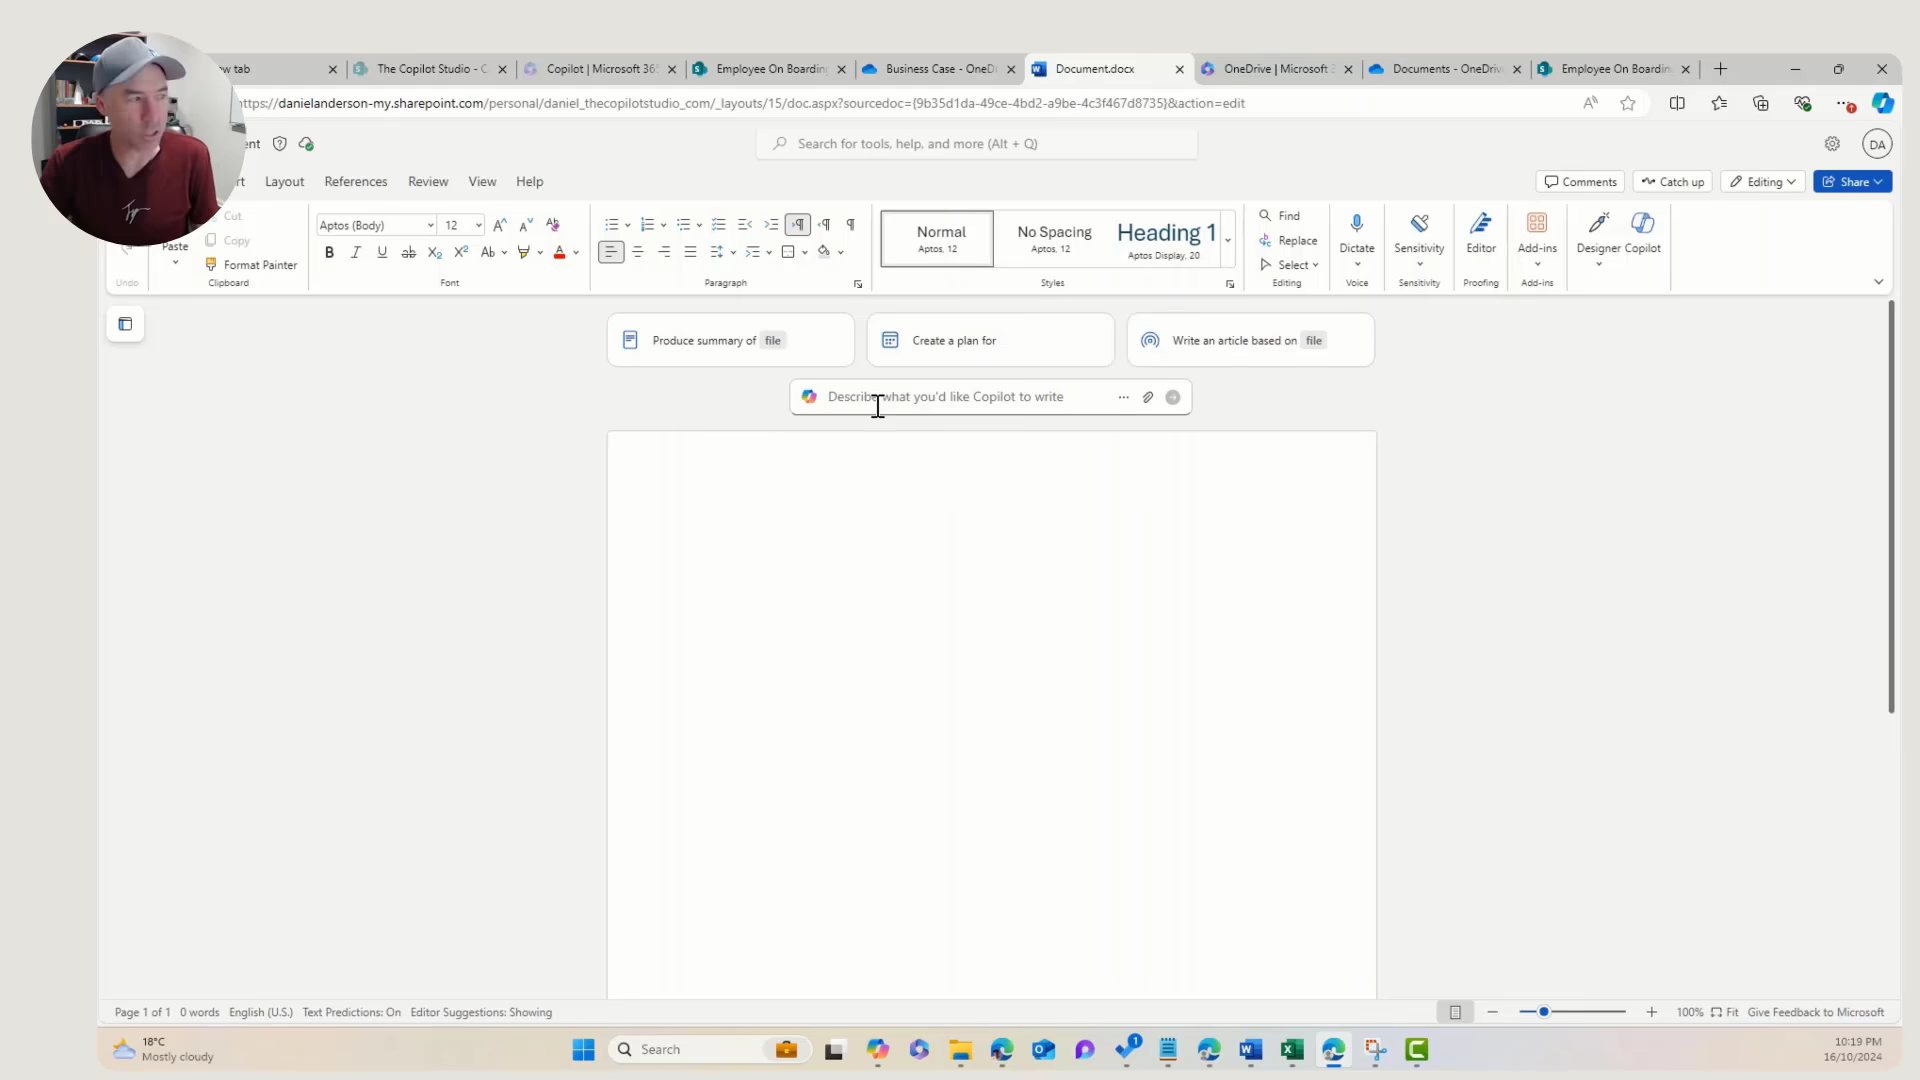 w tab
The Copilot Studio - C
Copilot | Microsoft 36
Employee On Boarding
Business Case - OneD
Document.docx
OneDrive | Microsoft 3
Documents - OneDriv
Employee On Boardin
https://danielanderson-my.sharepoint.com/personal/daniel_thecopilotstudio_com/_layouts/15/doc.aspx?sourcedoc={9b35d1da-49ce-4bd2-a9be-4c3f467d8735}&action=edit
ent
Search for tools, help, and more (Alt + Q)
DA
rt Layout References Review View Help
Comments Catch up Editing Share
Paste
Cut
Copy
Format Painter
Undo
Clipboard
Aptos (Body) 12
Font
Paragraph
Normal
Aptos, 12
No Spacing
Aptos, 12
Heading 1
Aptos Display, 20
Styles
Find
Replace
Select
Editing
Dictate
Voice
Sensitivity
Sensitivity
Editor
Proofing
Add-ins
Add-ins
Designer
Copilot
Produce summary of file
Create a plan for
Write an article based on file
Describe what you'd like Copilot to write
Page 1 of 1 0 words English (U.S.) Text Predictions: On Editor Suggestions: Showing
100% Fit Give Feedback to Microsoft
18°C
Mostly cloudy
Search
1
10:19 PM
16/10/2024